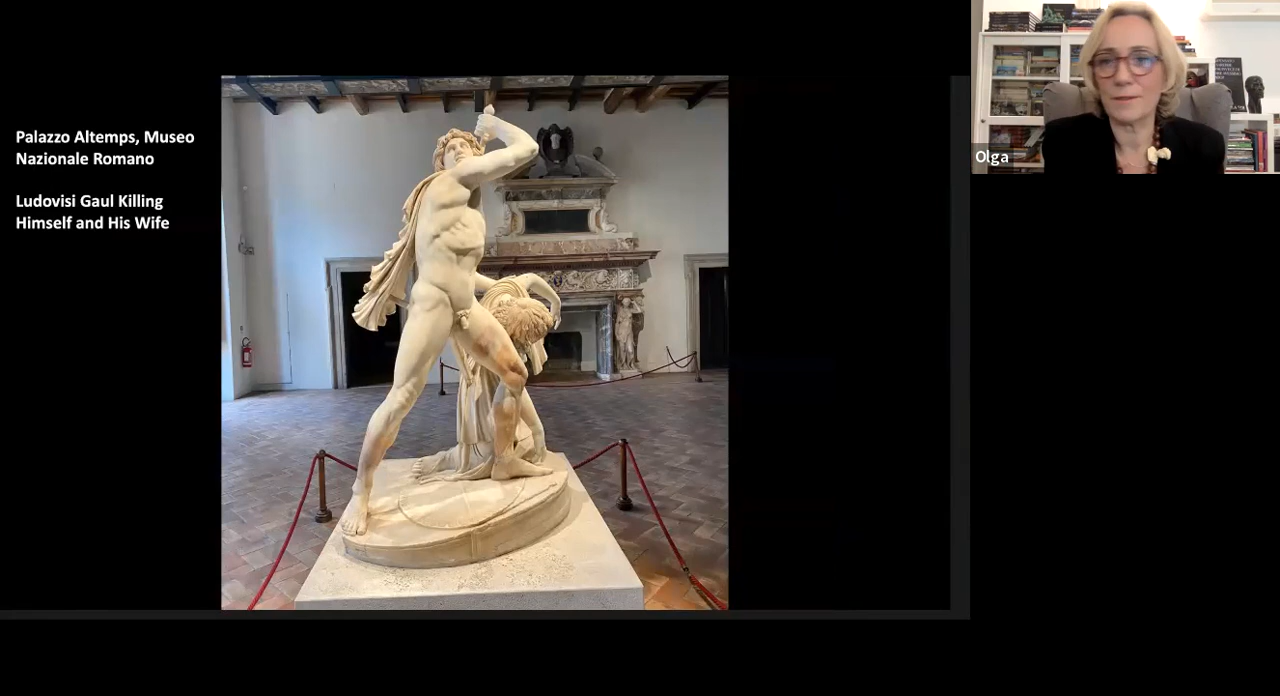 Palazzo Altemps, Museo
Nazionale Romano
Ludovisi Gaul Killing
Himself and His Wife
Olga